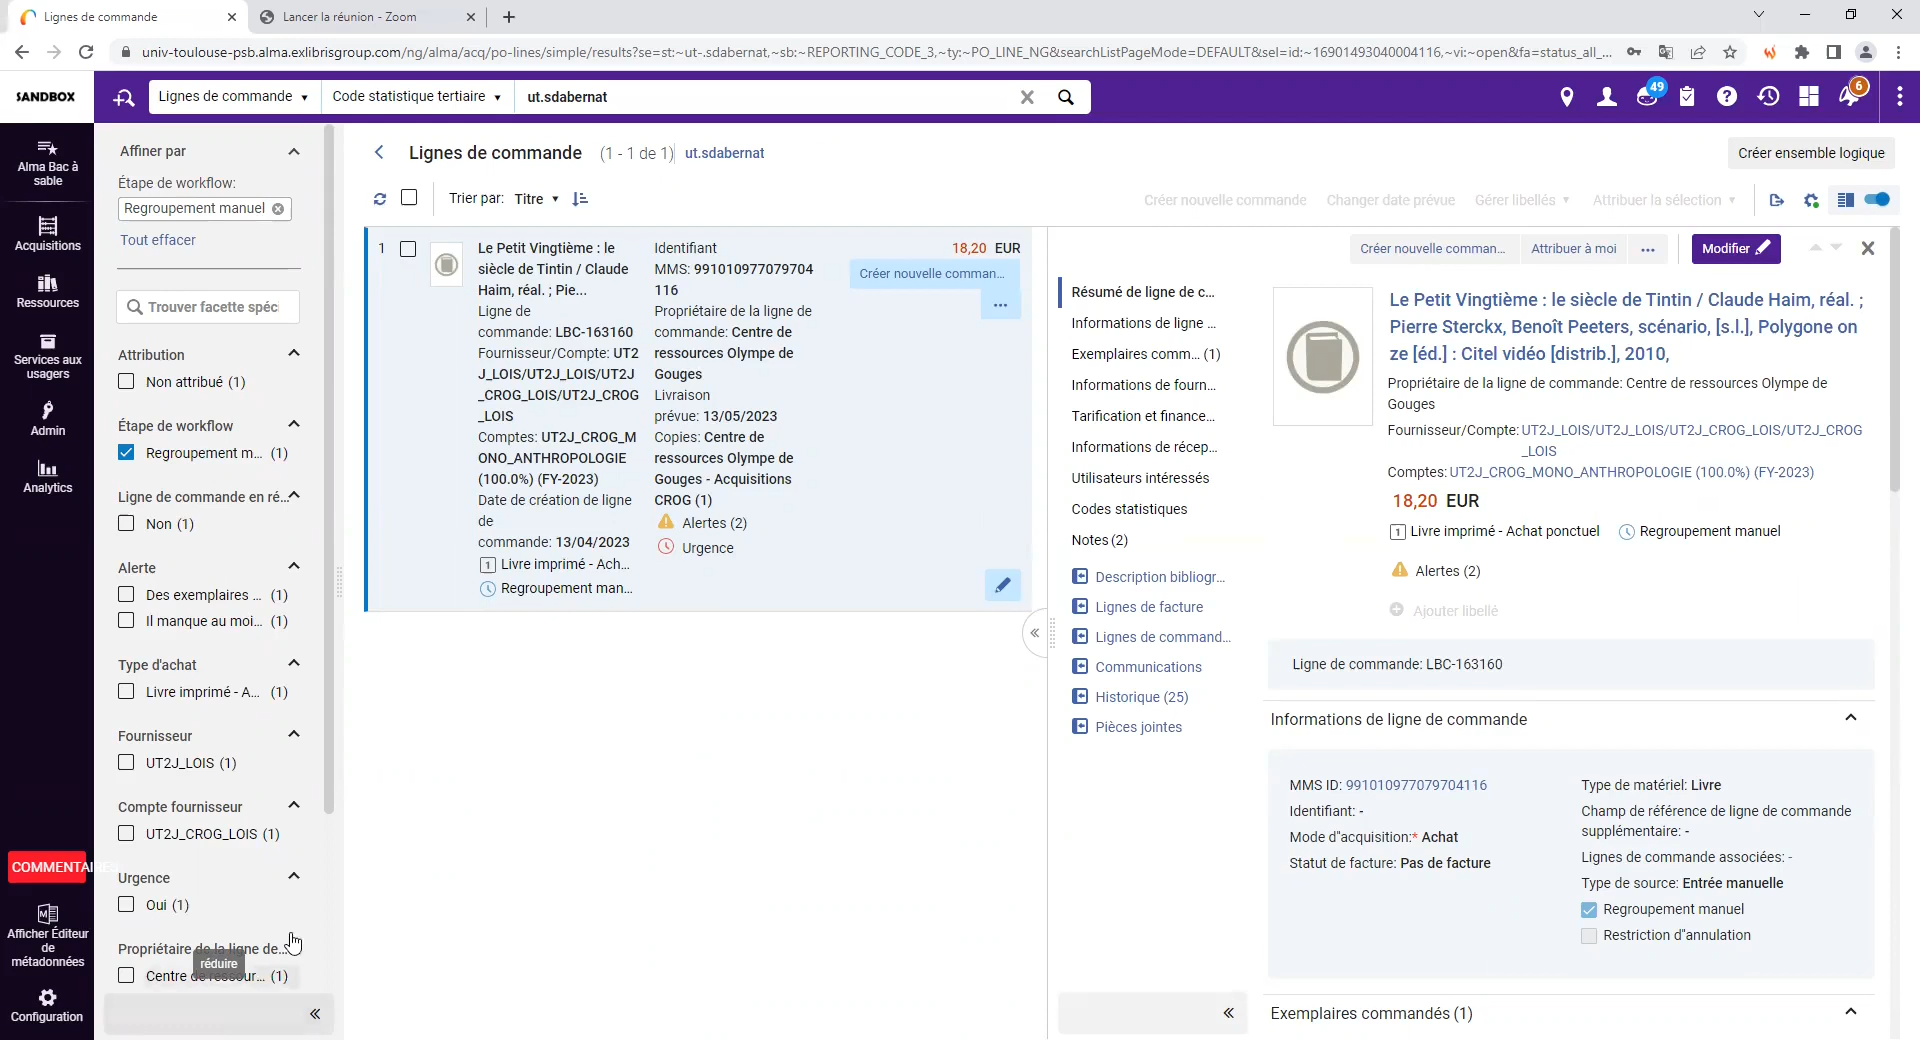 Lignes de commande
Lancer la réunion - Zoom
univ-toulouse-psb.alma.exlibrisgroup.com/ng/alma/acq/po-lines/simple/results?se=st:~ut-.sdabernat,~sb:~REPORTING_CODE_3,~ty:~PO_LINE_NG&searchListPageMode=DEFAULT&sel=id:~16901493040004116,~vi:~open&fa=status_all_...
SANDBOX
Lignes de commande
Code statistique tertiaire
ut.sdabernat
49
6
Alma Bac à
sable
Acquisitions
Ressources
Services aux
usagers
Admin
Analytics
COMMENTAIRE
Afficher Éditeur
de
métadonnées
Configuration
Affiner par
Étape de workflow:
Regroupement manuel
Tout effacer
Trouver facette spéci
Attribution
Non attribué (1)
Étape de workflow
Regroupement m... (1)
Ligne de commande en ré...
Non (1)
Alerte
Des exemplaires ... (1)
Il manque au moi... (1)
Type d'achat
Livre imprimé - A... (1)
Fournisseur
UT2J_LOIS (1)
Compte fournisseur
UT2J_CROG_LOIS (1)
Urgence
Oui (1)
Propriétaire de la ligne de...
réduire
Centre de ressour... (1)
Lignes de commande (1 - 1 de 1) ut.sdabernat
Créer ensemble logique
Trier par: Titre
Créer nouvelle commande
Changer date prévue
Gérer libellés
Attribuer la sélection
1
Le Petit Vingtième : le
siècle de Tintin / Claude
Haim, réal. ; Pie...
Ligne de
commande: LBC-163160
Fournisseur/Compte: UT2
J_LOIS/UT2J_LOIS/UT2J
_CROG_LOIS/UT2J_CROG
_LOIS
Comptes: UT2J_CROG_M
ONO_ANTHROPOLOGIE
(100.0%) (FY-2023)
Date de création de ligne
de
commande: 13/04/2023
1 Livre imprimé - Ach...
Regroupement man...
Identifiant
MMS: 991010977079704
116
Propriétaire de la ligne de
commande: Centre de
ressources Olympe de
Gouges
Livraison
prévue: 13/05/2023
Copies: Centre de
ressources Olympe de
Gouges - Acquisitions
CROG (1)
Alertes (2)
Urgence
18,20 EUR
Créer nouvelle comman...
...
Créer nouvelle comman...
Attribuer à moi
...
Modifier
Résumé de ligne de c...
Informations de ligne ...
Exemplaires comm... (1)
Informations de fourn...
Tarification et finance...
Informations de récep...
Utilisateurs intéressés
Codes statistiques
Notes (2)
Description bibliogr...
Lignes de facture
Lignes de command...
Communications
Historique (25)
Pièces jointes
Le Petit Vingtième : le siècle de Tintin / Claude Haim, réal. ;
Pierre Sterckx, Benoît Peeters, scénario, [s.l.], Polygone on
ze [éd.] : Citel vidéo [distrib.], 2010,
Propriétaire de la ligne de commande: Centre de ressources Olympe de
Gouges
Fournisseur/Compte: UT2J_LOIS/UT2J_LOIS/UT2J_CROG_LOIS/UT2J_CROG
_LOIS
Comptes: UT2J_CROG_MONO_ANTHROPOLOGIE (100.0%) (FY-2023)
18,20 EUR
1 Livre imprimé - Achat ponctuel
Regroupement manuel
Alertes (2)
Ajouter libellé
Ligne de commande: LBC-163160
Informations de ligne de commande
MMS ID: 991010977079704116
Identifiant: -
Mode d"acquisition:* Achat
Statut de facture: Pas de facture
Type de matériel: Livre
Champ de référence de ligne de commande
supplémentaire: -
Lignes de commande associées: -
Type de source: Entrée manuelle
Regroupement manuel
Restriction d"annulation
Exemplaires commandés (1)